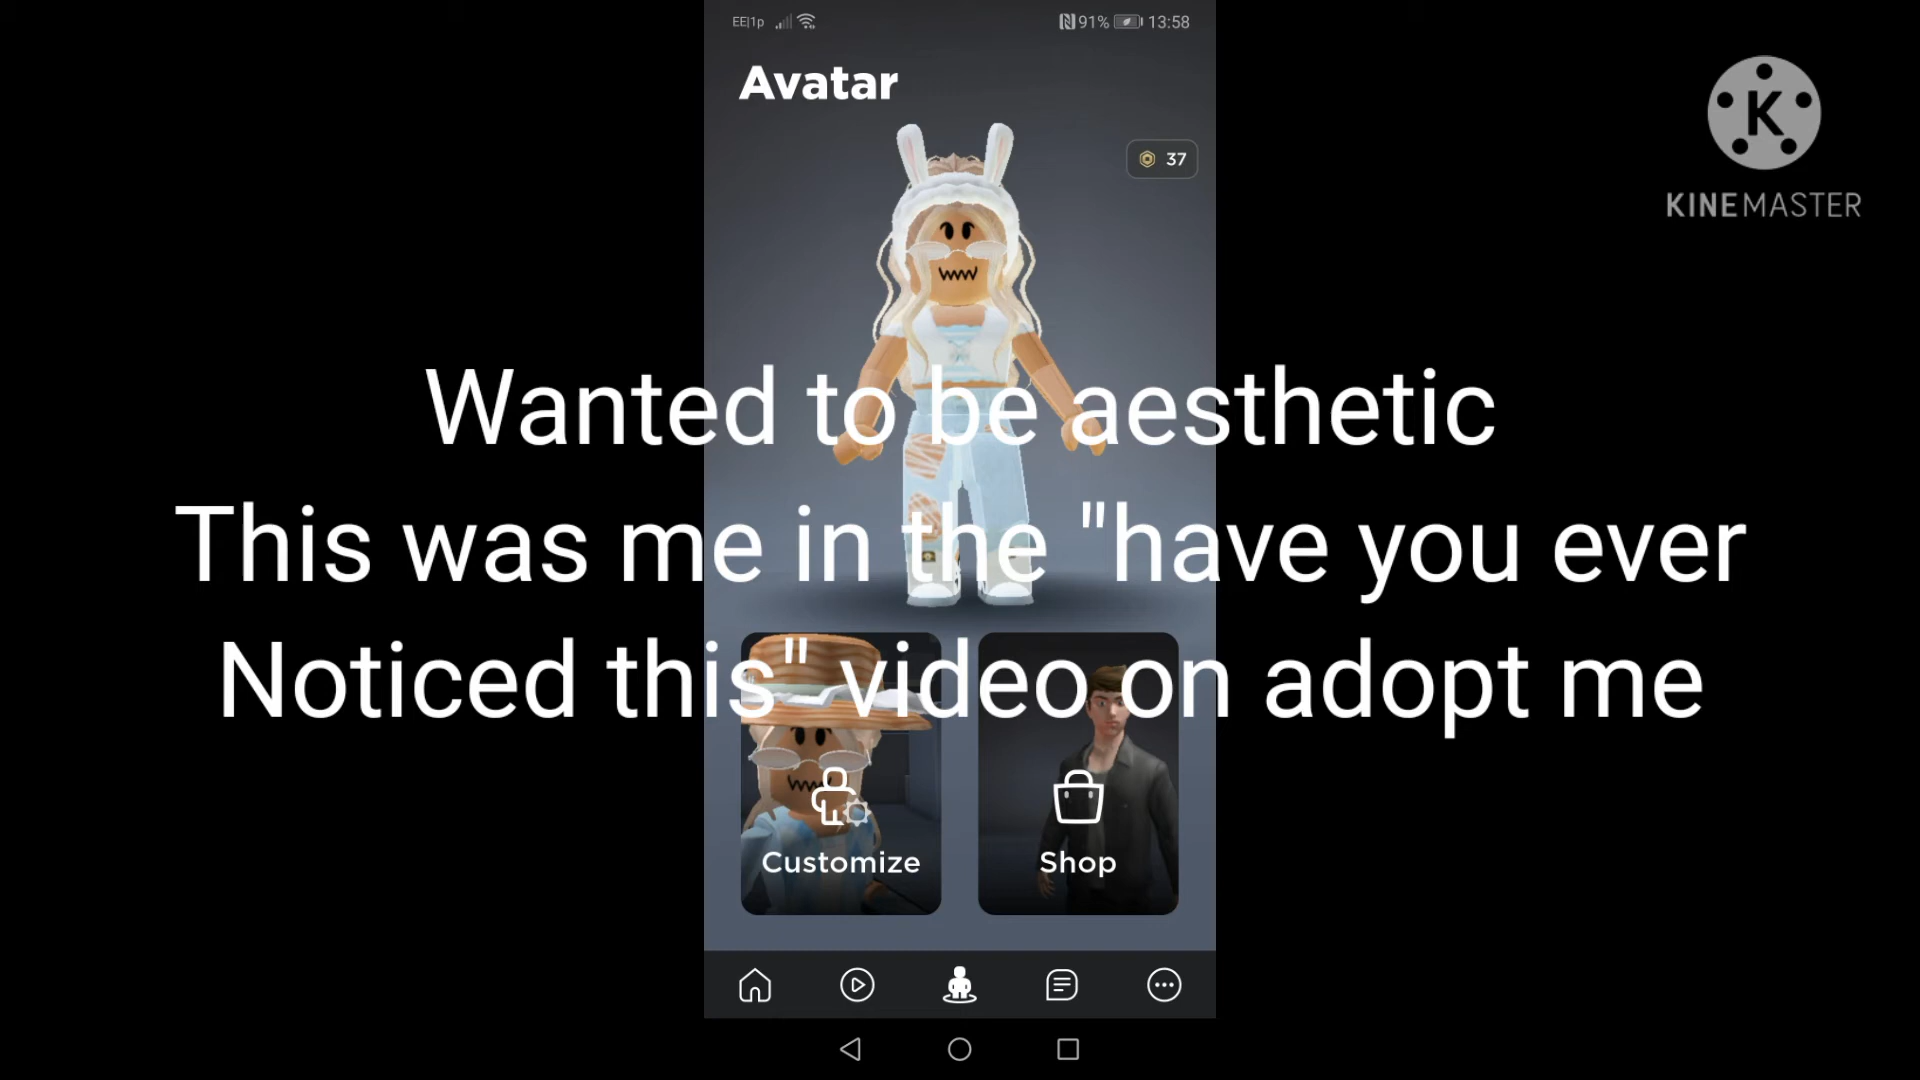 EE|1p 91% 13:58
Avatar
37
KINEMASTER
Wanted to be aesthetic
This was me in the "have you ever
Noticed this" video on adopt me
Customize
Shop